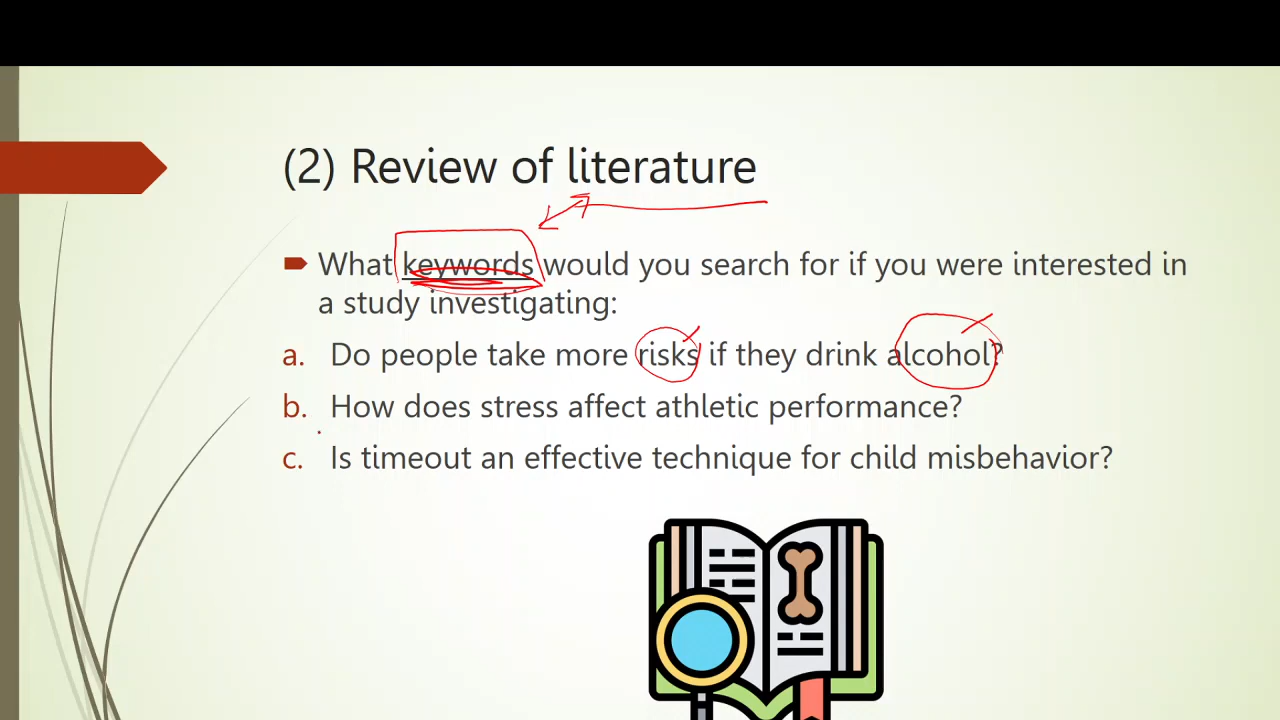 (2) Review of literature
What keywords would you search for if you were interested in
a study investigating:
a. Do people take more risks if they drink alcohol?
b. How does stress affect athletic performance?
c. Is timeout an effective technique for child misbehavior?